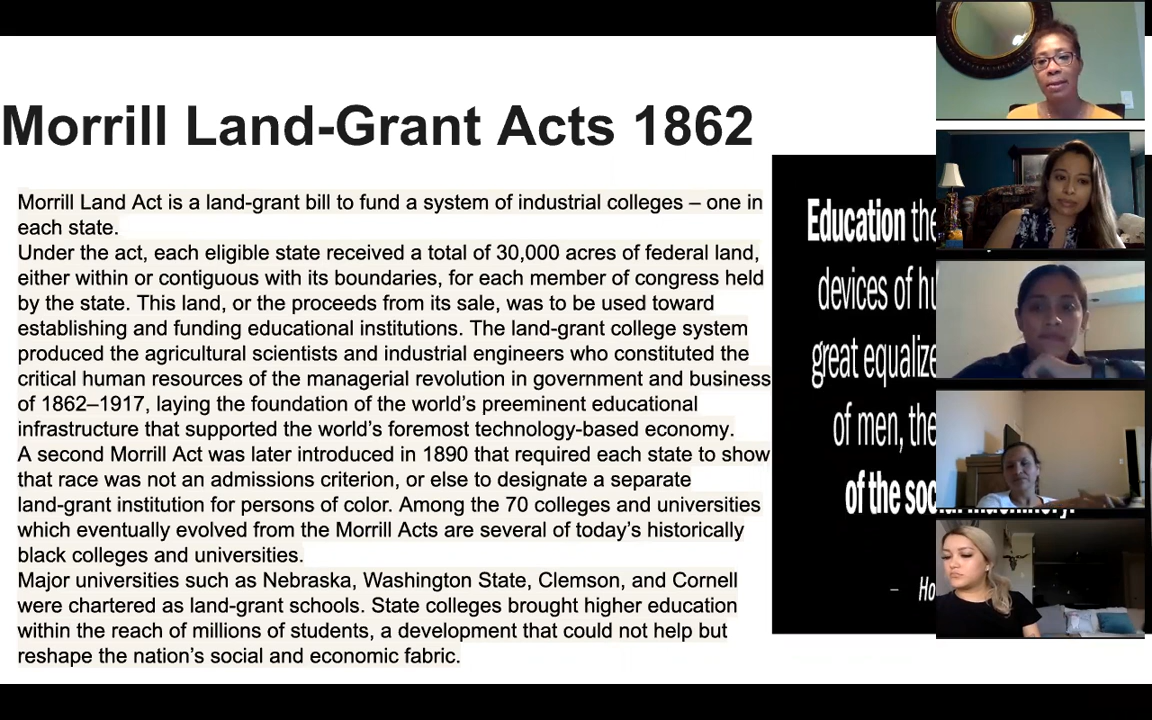 Morrill Land-Grant Acts 1862
Morrill Land Act is a land-grant bill to fund a system of industrial colleges – one in
each state.
Under the act, each eligible state received a total of 30,000 acres of federal land,
either within or contiguous with its boundaries, for each member of congress held
by the state. This land, or the proceeds from its sale, was to be used toward
establishing and funding educational institutions. The land-grant college system
produced the agricultural scientists and industrial engineers who constituted the
critical human resources of the managerial revolution in government and business
of 1862–1917, laying the foundation of the world’s preeminent educational
infrastructure that supported the world’s foremost technology-based economy.
A second Morrill Act was later introduced in 1890 that required each state to show
that race was not an admissions criterion, or else to designate a separate
land-grant institution for persons of color. Among the 70 colleges and universities
which eventually evolved from the Morrill Acts are several of today’s historically
black colleges and universities.
Major universities such as Nebraska, Washington State, Clemson, and Cornell
were chartered as land-grant schools. State colleges brought higher education
within the reach of millions of students, a development that could not help but
reshape the nation’s social and economic fabric.
Education the
devices of
great
of men, the
of the
–